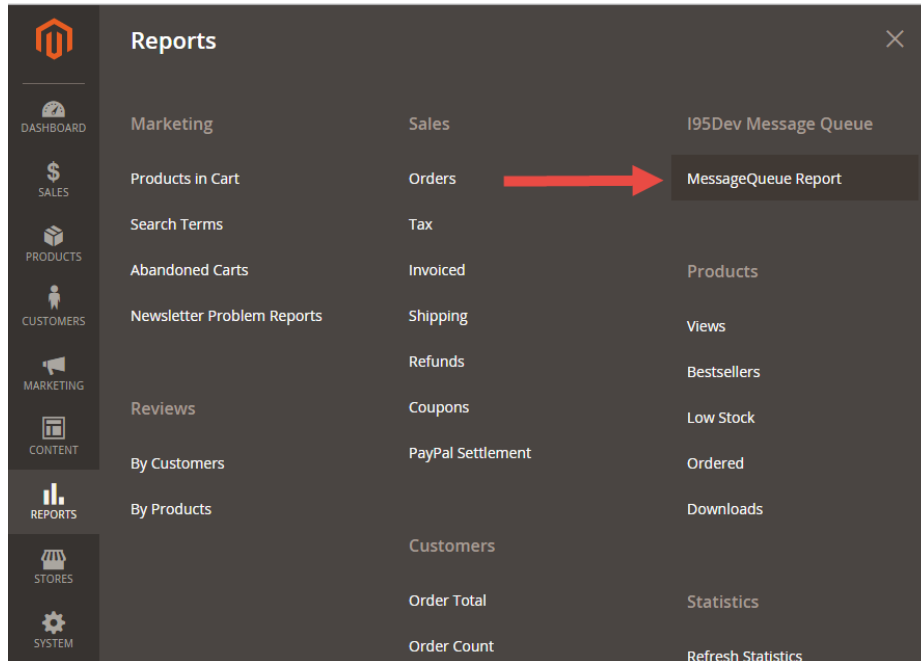 Reports
DASHBOARD
SALES
PRODUCTS
CUSTOMERS
MARKETING
CONTENT
REPORTS
STORES
SYSTEM
Marketing
Products in Cart
Search Terms
Abandoned Carts
Newsletter Problem Reports
Reviews
By Customers
By Products
Sales
Orders
Tax
Invoiced
Shipping
Refunds
Coupons
PayPal Settlement
Customers
Order Total
Order Count
I95Dev Message Queue
MessageQueue Report
Products
Views
Bestsellers
Low Stock
Ordered
Downloads
Statistics
Refresh Statistics